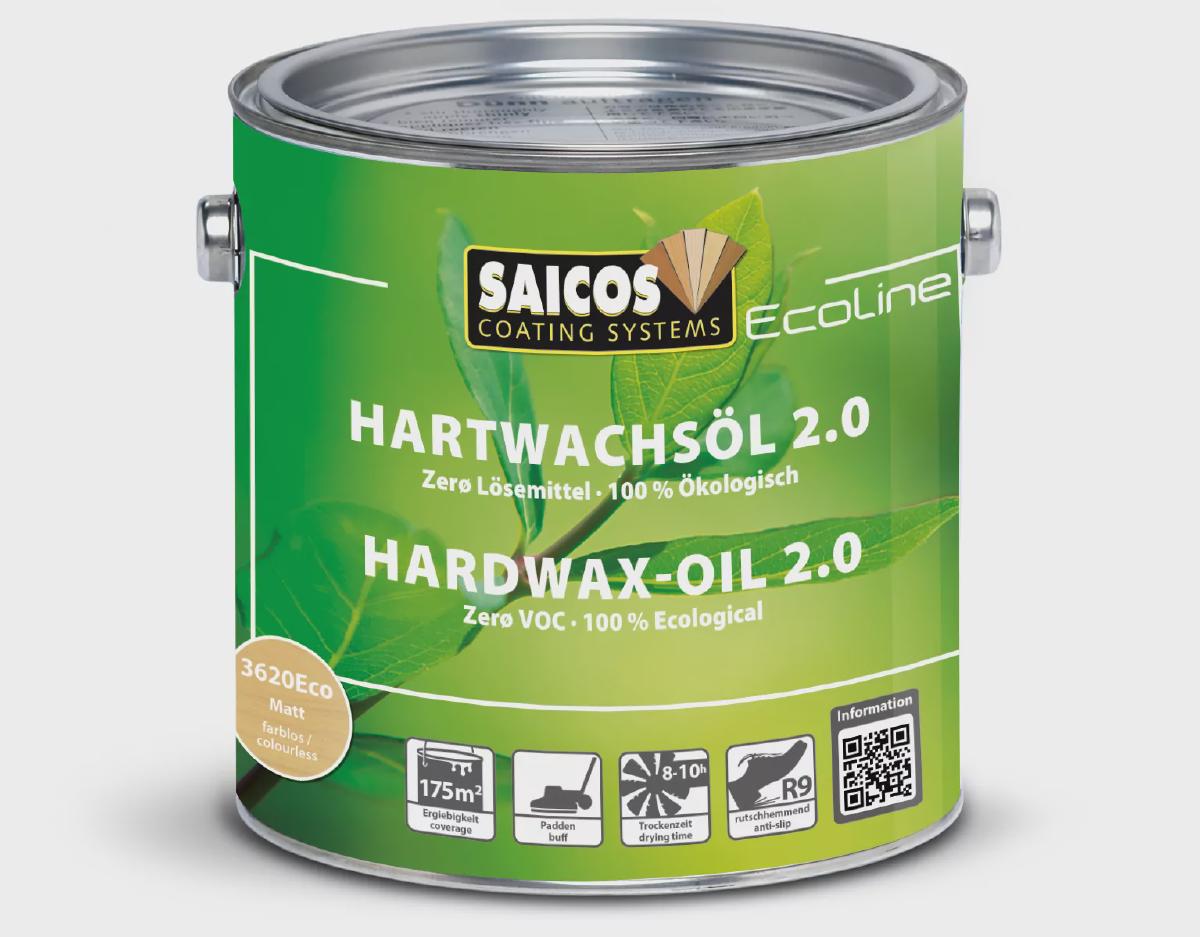 Dünn auftragen
SAICOS
COATING SYSTEMS
EcoLine
HARTWACHSÖL 2.0
Zerø Lösemittel · 100 % Ökologisch
HARDWAX-OIL 2.0
Zerø VOC · 100 % Ecological
3620Eco
Matt
farblos /
colourless
175m²
Ergiebigkeit
coverage
Padden
buff
8-10h
Trockenzeit
drying time
R9
rutschhemmend
anti-slip
Information